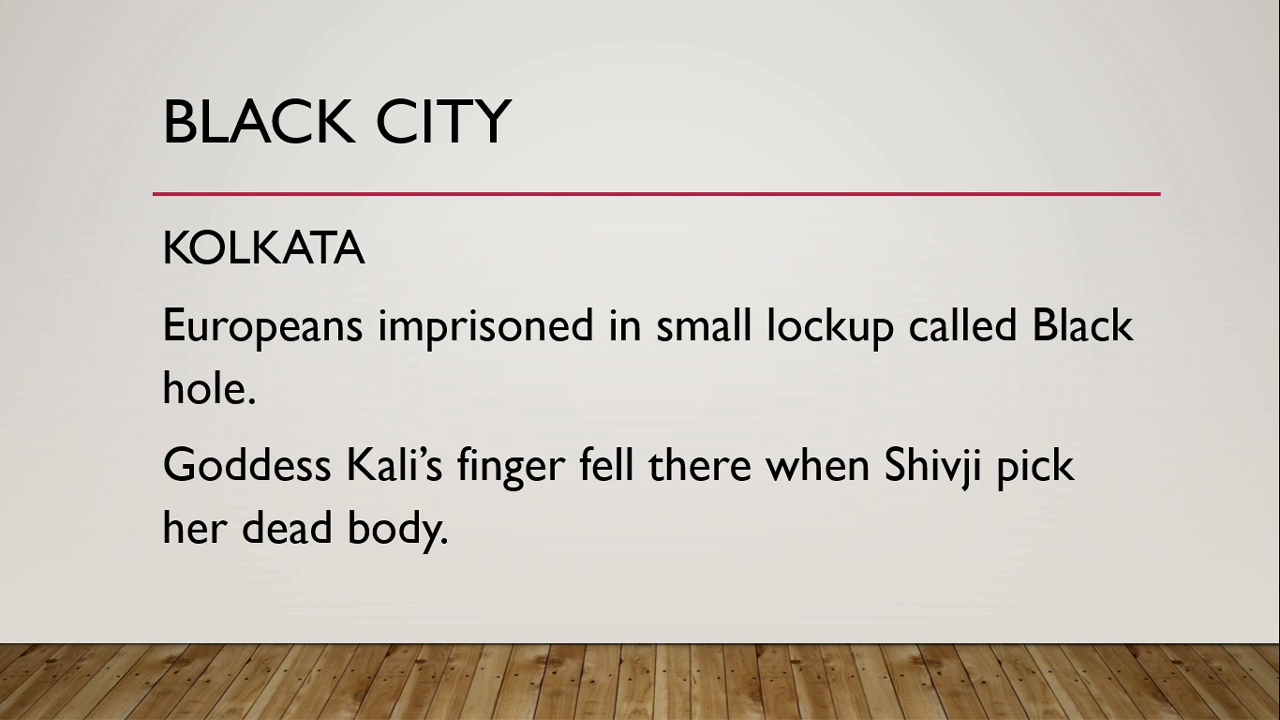 BLACK CITY
KOLKATA
Europeans imprisoned in small lockup called Black
hole.
Goddess Kali’s finger fell there when Shivji pick
her dead body.